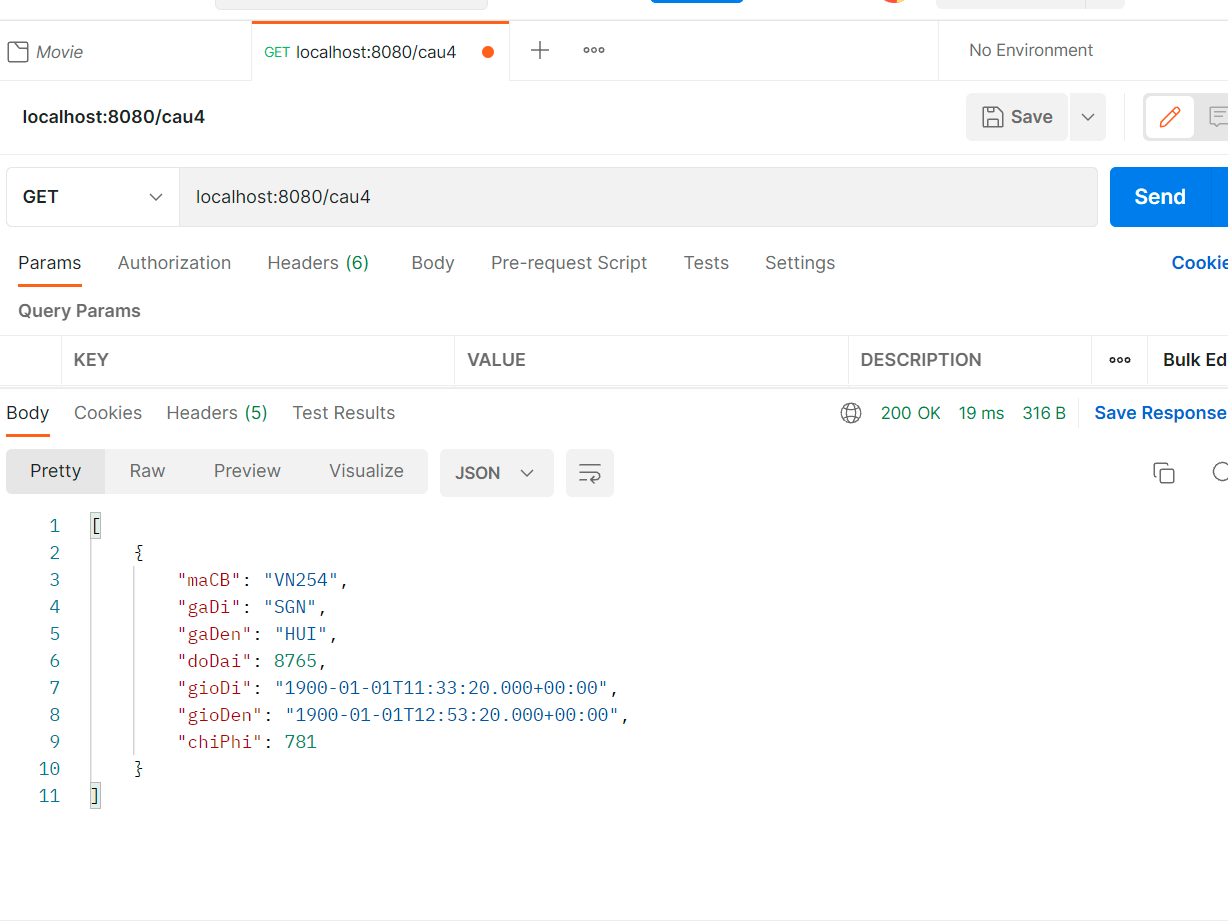 Movie
GET localhost:8080/cau4
No Environment
localhost:8080/cau4
Save
GET
localhost:8080/cau4
Send
Params Authorization Headers (6) Body Pre-request Script Tests Settings Cookie
Query Params
KEY VALUE DESCRIPTION Bulk Ed
Body Cookies Headers (5) Test Results 200 OK 19 ms 316 B Save Response
Pretty Raw Preview Visualize JSON
1 [
2 {
3 "maCB": "VN254",
4 "gaDi": "SGN",
5 "gaDen": "HUI",
6 "doDai": 8765,
7 "gioDi": "1900-01-01T11:33:20.000+00:00",
8 "gioDen": "1900-01-01T12:53:20.000+00:00",
9 "chiPhi": 781
10 }
11 ]